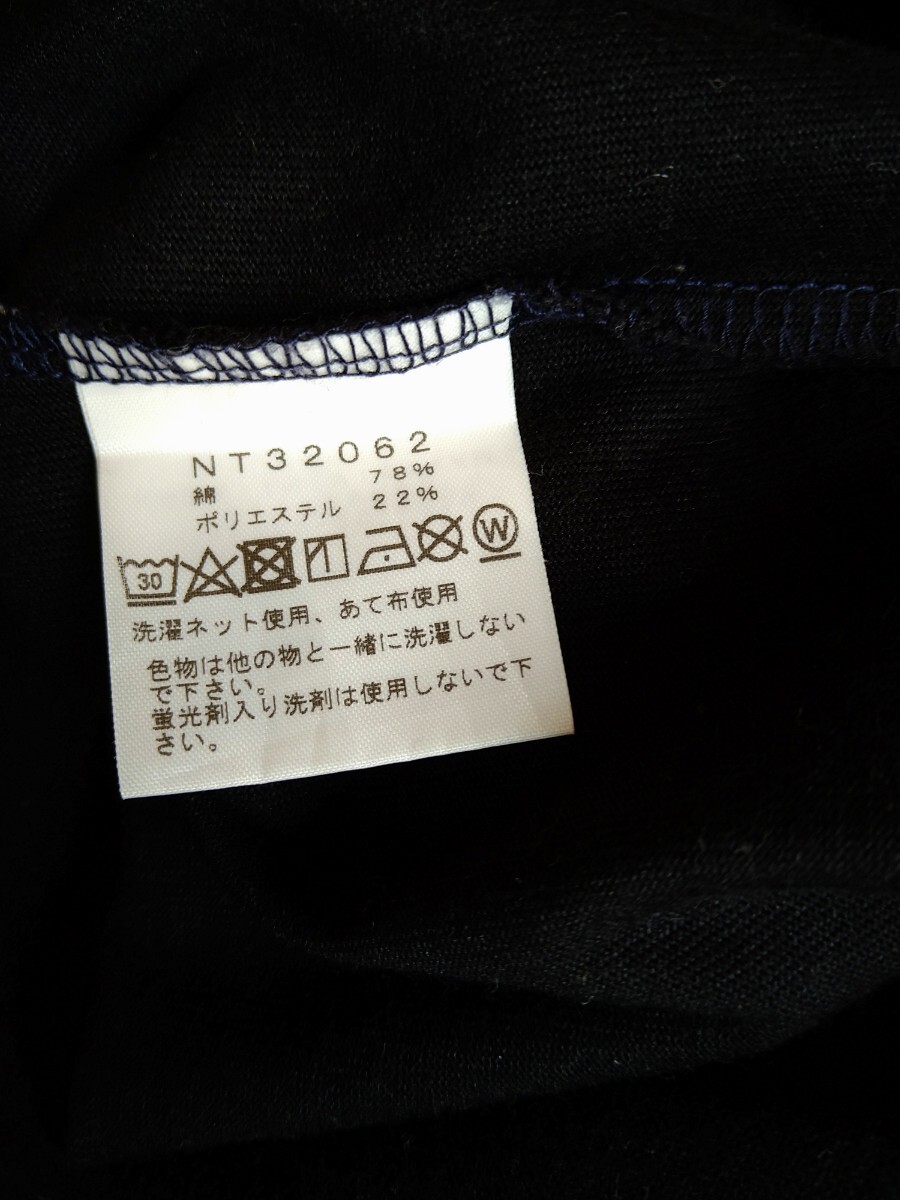 NT32062
綿 78%
ポリエステル 22%
30 W
洗濯ネット使用、あて布使用
色物は他の物と一緒に洗濯しない
で下さい。
蛍光剤入り洗剤は使用しないで下
さい。